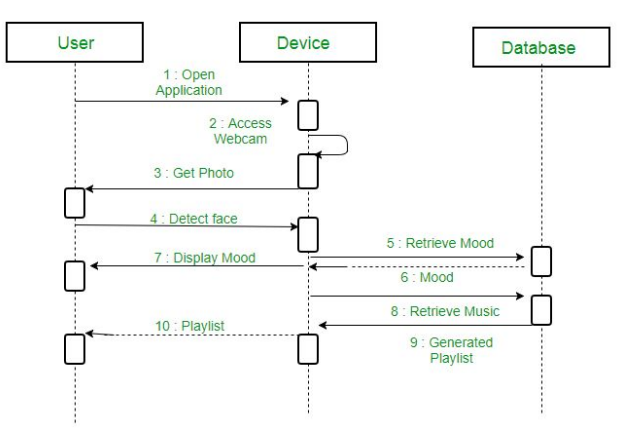 User
Device
Database
1 : Open
Application
2 : Access
Webcam
3 : Get Photo
4 : Detect face
5 : Retrieve Mood
7 : Display Mood
6 : Mood
8 : Retrieve Music
10 : Playlist
9 : Generated
Playlist